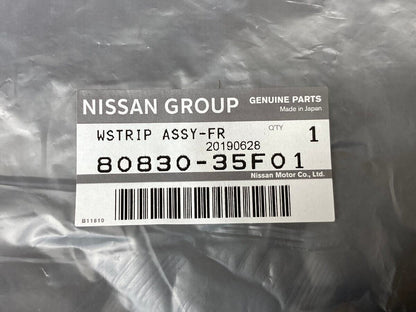 NISSAN GROUP GENUINE PARTS
Made in Japan
WSTRIP ASSY-FR Q'TY 1
20190628
80830-35F01
Nissan Motor Co., Ltd.
B11810